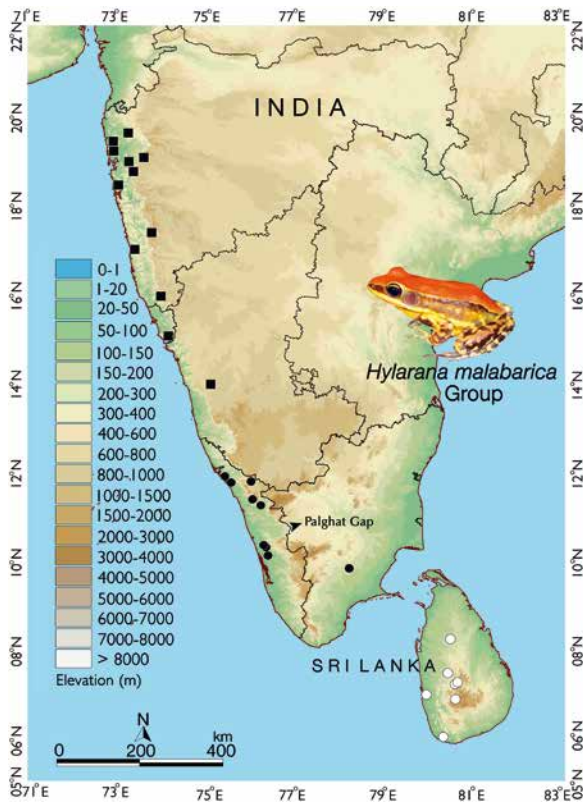 71°E 73°E 75°E 77°E 79°E 81°E 83°E
22°N 22°N
INDIA
20°N 20°N
18°N 18°N
0-1
1-20
20-50
50-100
100-150
150-200
200-300
300-400
400-600
600-800
800-1000
1000-1500
1500-2000
2000-3000
3000-4000
4000-5000
5000-6000
6000-7000
7000-8000
> 8000
Elevation (m)
16°N 16°N
Hylarana malabarica
Group
14°N 14°N
12°N 12°N
Palghat Gap
10°N 10°N
SRI LANKA
08°N 08°N
N
km
0 200 400
06°N 06°N
05°N 05°N
71°E 73°E 75°E 77°E 79°E 81°E 83°E